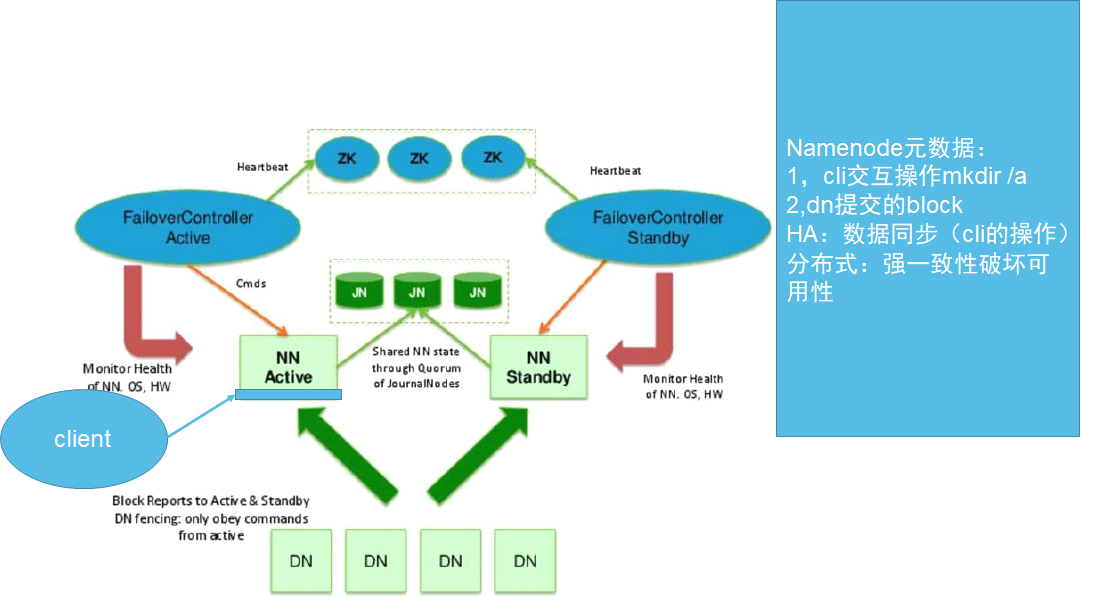 Namenode元数据：
1，cli交互操作mkdir /a
2,dn提交的block
HA：数据同步（cli的操作）
分布式：强一致性破坏可
用性
ZK
ZK
ZK
Heartbeat
Heartbeat
FailoverController
Active
FailoverController
Standby
Cmds
JN
JN
JN
Monitor Health
of NN. OS, HW
NN
Active
Shared NN state
through Quorum
of JournalNodes
NN
Standby
Monitor Health
of NN. OS, HW
client
Block Reports to Active & Standby
DN fencing: only obey commands
from active
DN
DN
DN
DN